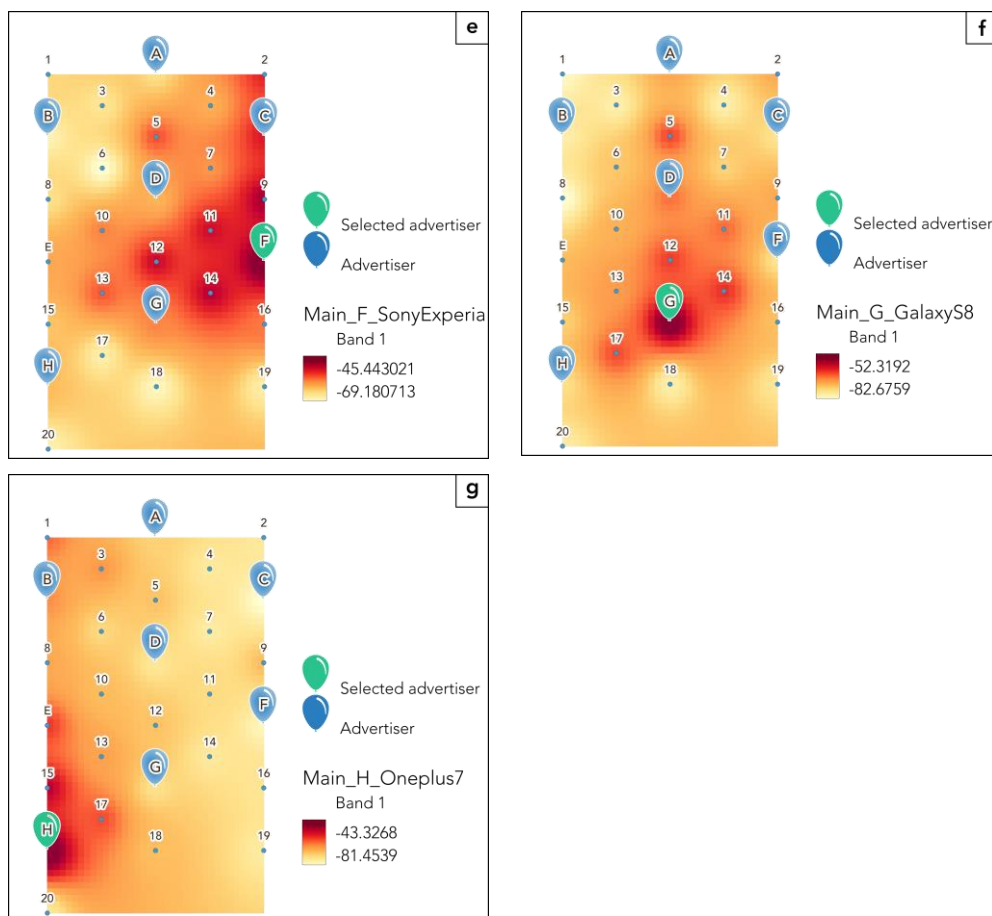 e
A
1
2
B
3
4
C
5
6
7
D
8
9
10
11
F
E
12
13
14
G
15
16
17
H
18
19
20
Selected advertiser
Advertiser
Main_F_SonyExperia
Band 1
-45.443021
-69.180713
f
A
1
2
B
3
4
C
5
6
7
D
8
9
10
11
F
E
12
13
14
G
15
16
17
H
18
19
20
Selected advertiser
Advertiser
Main_G_GalaxyS8
Band 1
-52.3192
-82.6759
g
A
1
2
B
3
4
C
5
6
7
D
8
9
10
11
F
E
12
13
14
G
15
16
17
H
18
19
20
Selected advertiser
Advertiser
Main_H_Oneplus7
Band 1
-43.3268
-81.4539